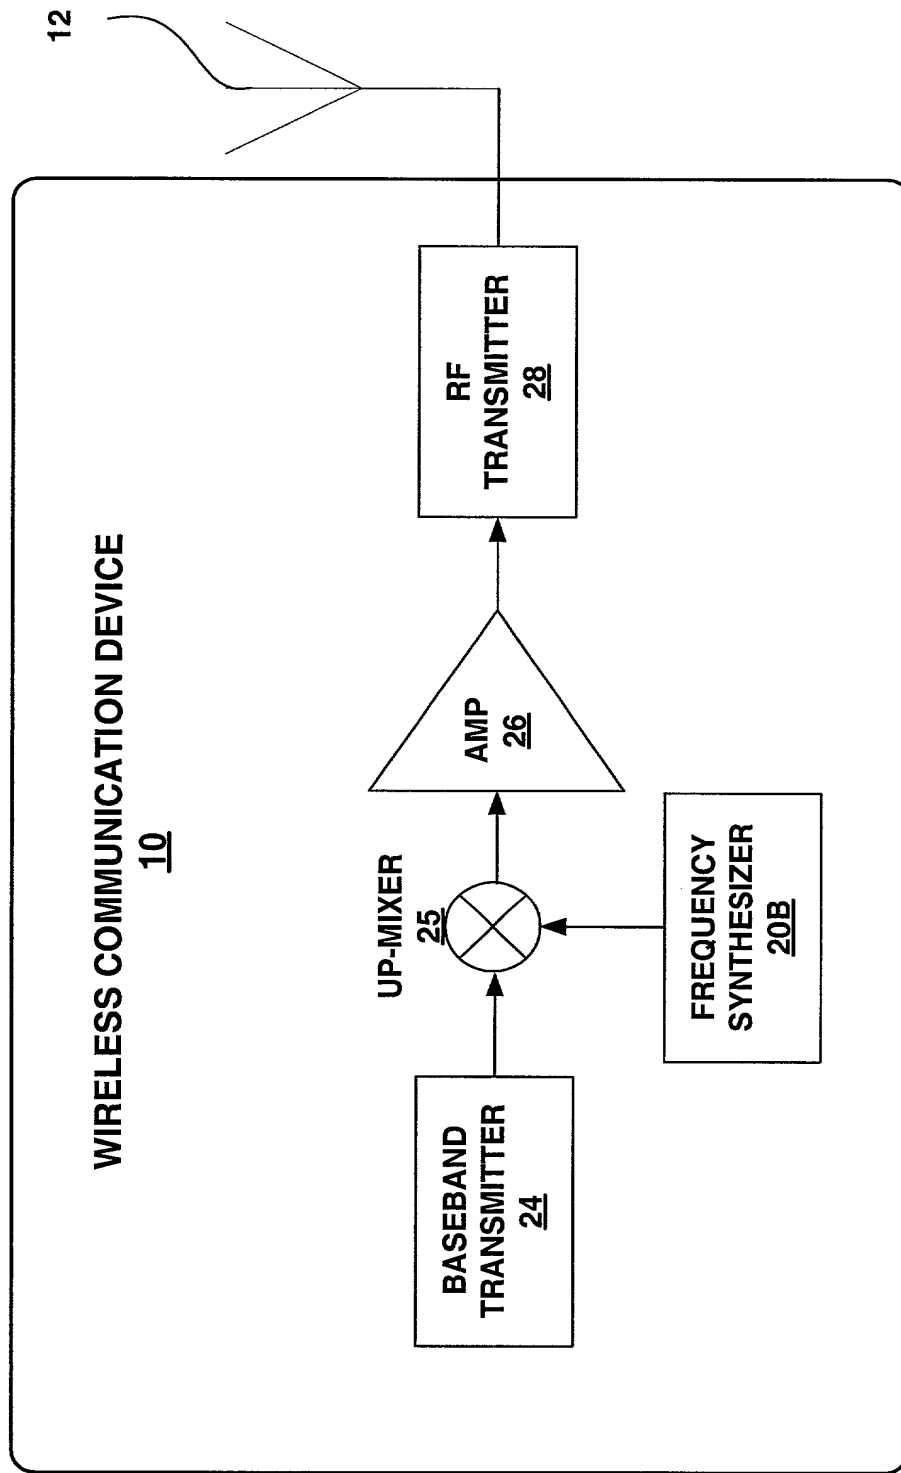 WIRELESS COMMUNICATION DEVICE
10
12
BASEBAND
TRANSMITTER
24
UP-MIXER
25
AMP
26
RF
TRANSMITTER
28
FREQUENCY
SYNTHESIZER
20B